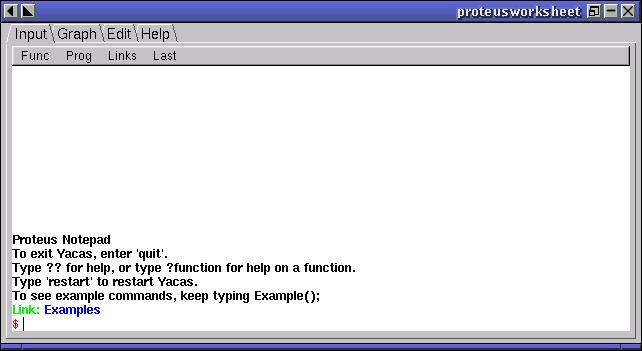 proteusworksheet
Input Graph Edit Help
Func Prog Links Last
Proteus Notepad
To exit Yacas, enter 'quit'.
Type ?? for help, or type ?function for help on a function.
Type 'restart' to restart Yacas.
To see example commands, keep typing Example();
Link: Examples
$